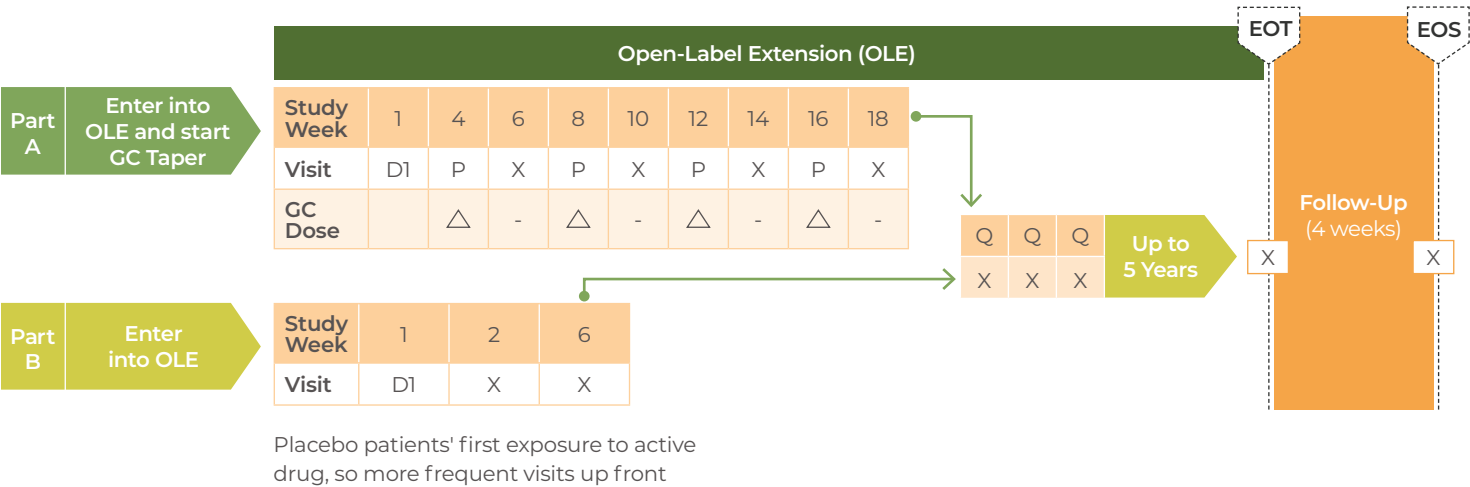 Open-Label Extension (OLE)
EOT
EOS
Part
A
Enter into
OLE and start
GC Taper
Study
Week
1 4 6 8 10 12 14 16 18
Visit D1 P X P X P X P X
GC
Dose
△ - △ - △ - △ -
Q Q Q
X X X
Up to
5 Years
Follow-Up
(4 weeks)
X
X
Part
B
Enter
into OLE
Study
Week
1 2 6
Visit D1 X X
Placebo patients' first exposure to active
drug, so more frequent visits up front